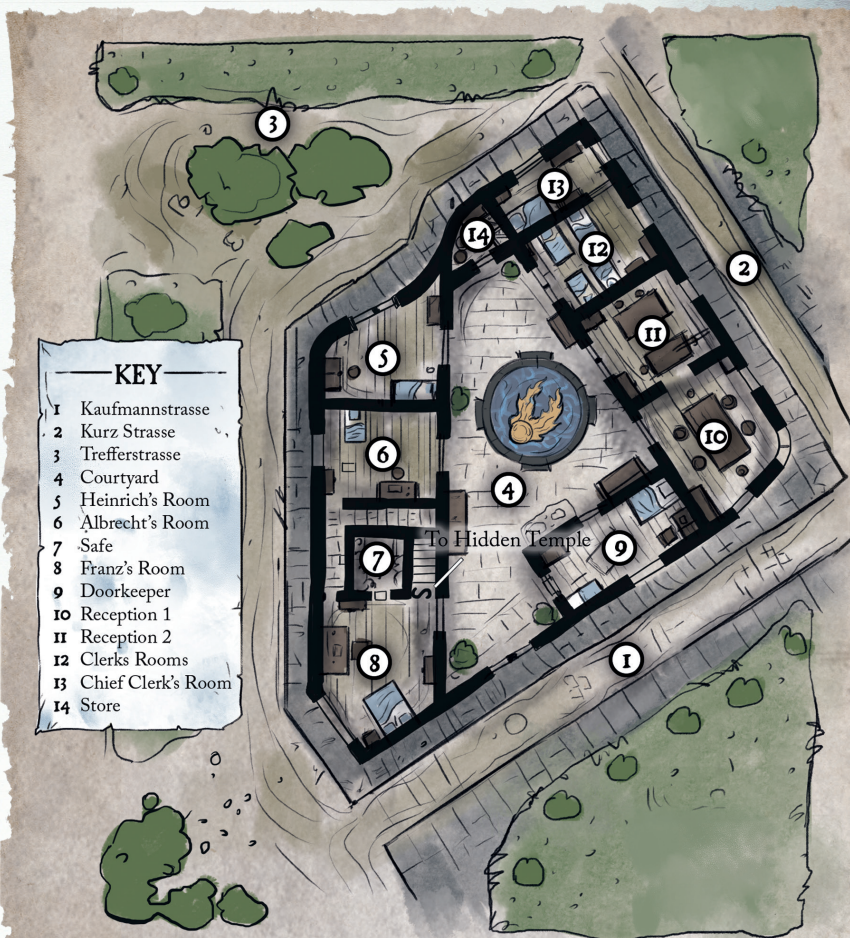 3
13
14
12
2
11
5
KEY
1 Kaufmannstrasse
2 Kurz Strasse
3 Trefferstrasse
4 Courtyard
5 Heinrich's Room
6 Albrecht's Room
7 Safe
8 Franz's Room
9 Doorkeeper
10 Reception 1
11 Reception 2
12 Clerks Rooms
13 Chief Clerk's Room
14 Store
10
6
4
To Hidden Temple
9
7
S
8
1